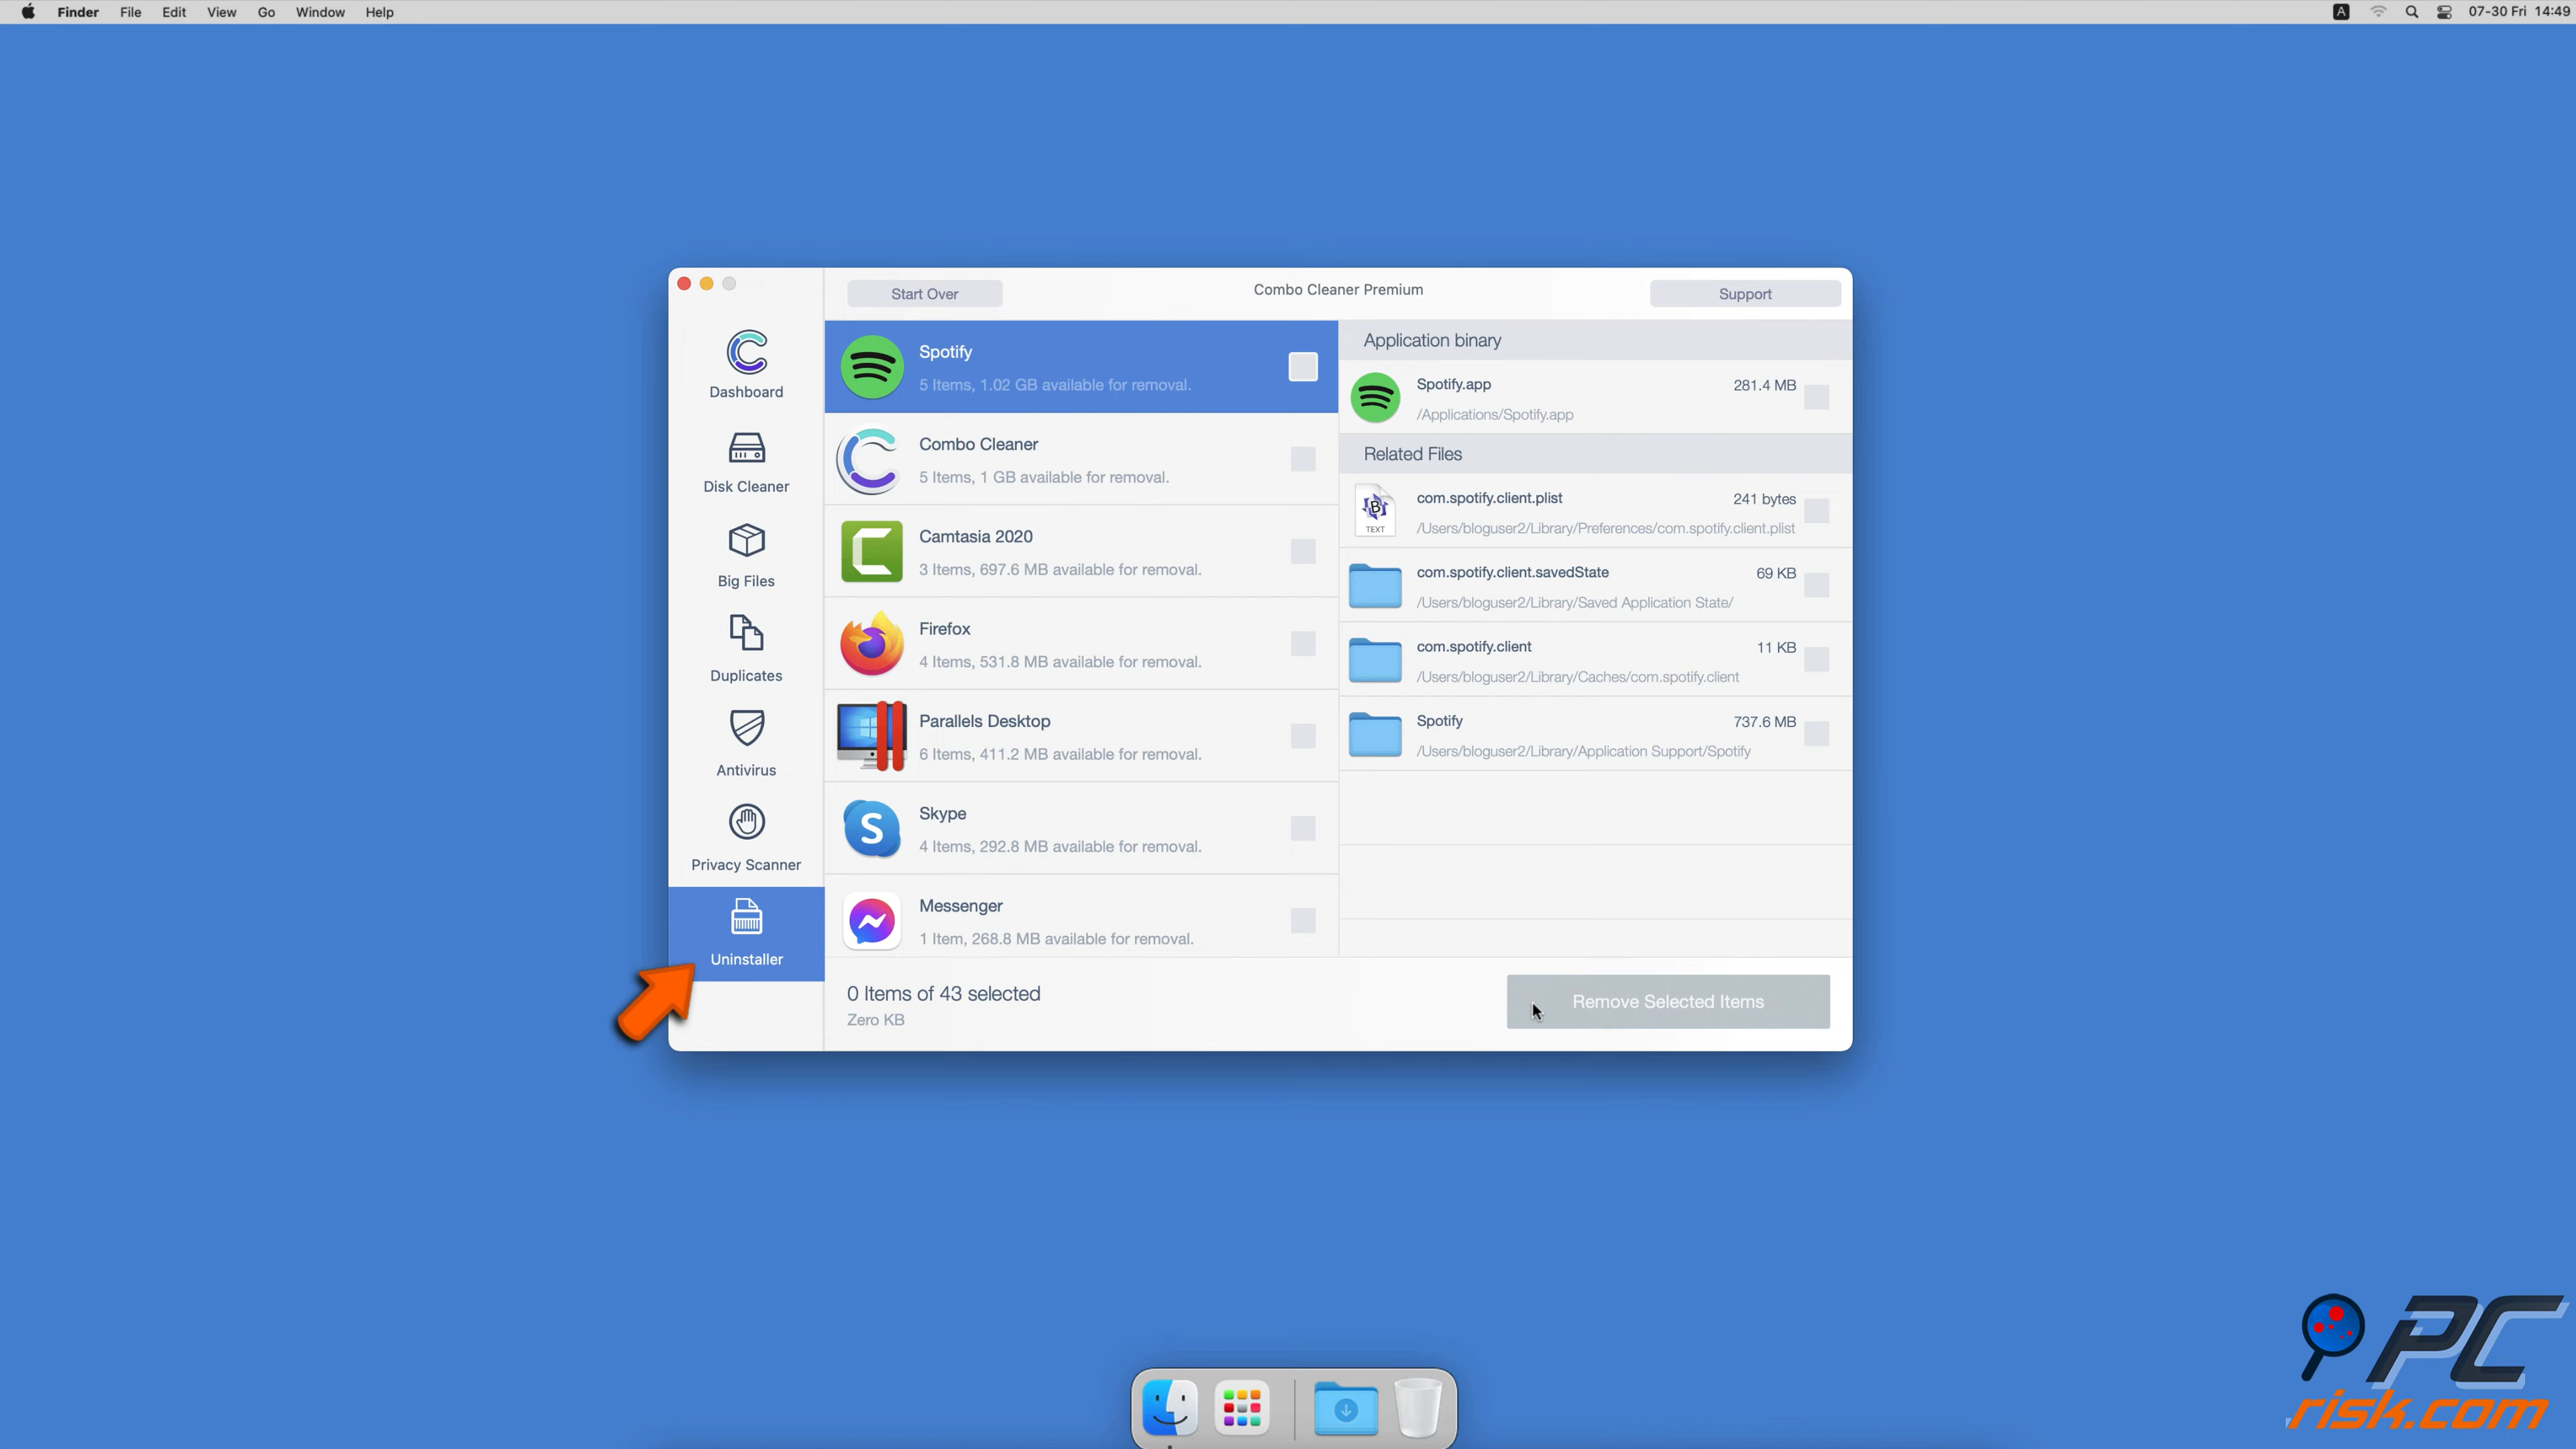 Finder File Edit View Go Window Help
A 07-30 Fri 14:49
Start Over
Combo Cleaner Premium
Support
Dashboard
Disk Cleaner
Big Files
Duplicates
Antivirus
Privacy Scanner
Uninstaller
Spotify
5 Items, 1.02 GB available for removal.
Combo Cleaner
5 Items, 1 GB available for removal.
Camtasia 2020
3 Items, 697.6 MB available for removal.
Firefox
4 Items, 531.8 MB available for removal.
Parallels Desktop
6 Items, 411.2 MB available for removal.
Skype
4 Items, 292.8 MB available for removal.
Messenger
1 Item, 268.8 MB available for removal.
Application binary
Spotify.app 281.4 MB
/Applications/Spotify.app
Related Files
com.spotify.client.plist 241 bytes
/Users/bloguser2/Library/Preferences/com.spotify.client.plist
TEXT
com.spotify.client.savedState 69 KB
/Users/bloguser2/Library/Saved Application State/
com.spotify.client 11 KB
/Users/bloguser2/Library/Caches/com.spotify.client
Spotify 737.6 MB
/Users/bloguser2/Library/Application Support/Spotify
0 Items of 43 selected
Zero KB
Remove Selected Items
PC
risk.com